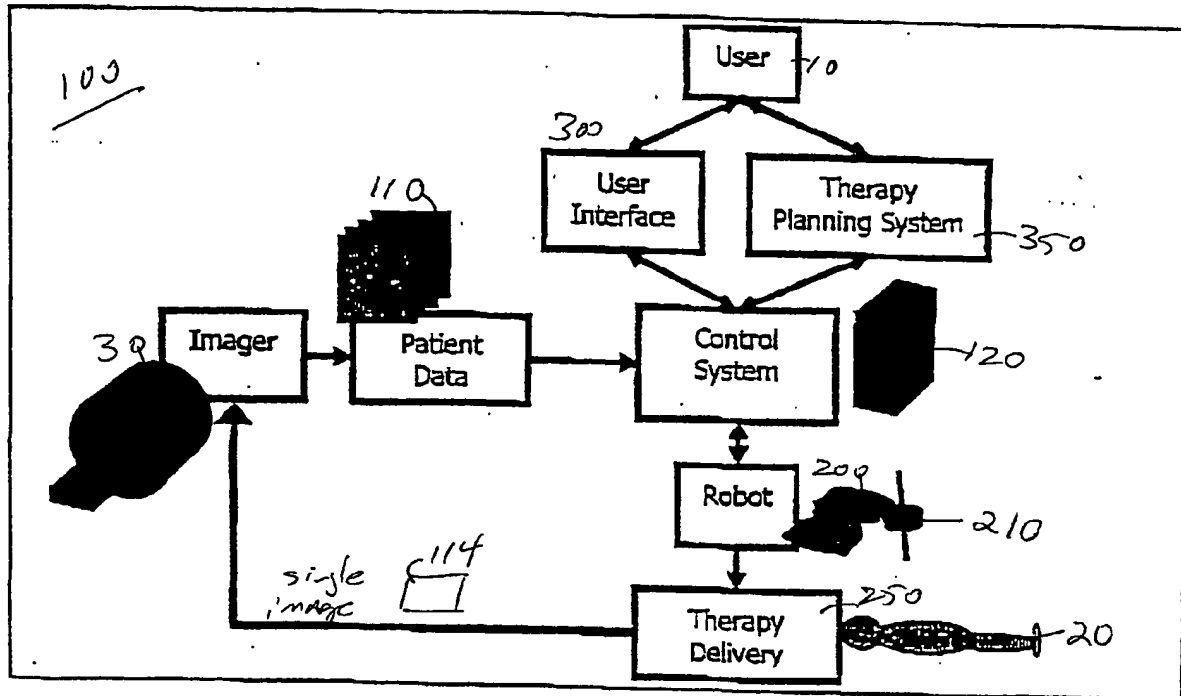 100
User
10
300
User
Interface
Therapy
Planning System
350
110
30
Imager
Patient
Data
Control
System
120
Robot
200
210
single
image
114
Therapy
Delivery
250
20